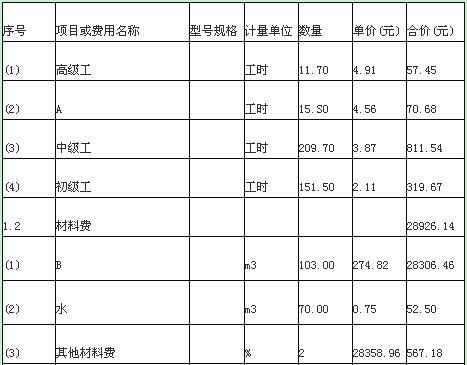 序号 项目或费用名称 型号规格 计量单位 数量 单价(元) 合价(元)
(1) 高级工 工时 11.70 4.91 57.45
(2) A 工时 15.S0 4.56 70.68
(3) 中级工 工时 209.70 3.87 811.54
(4) 初级工 工时 151.50 2.11 319.67
1.2 材料费 28926.14
(1) B m3 103.00 274.82 28306.46
(2) 水 m3 70.00 0.75 52.50
(3) 其他材料费 % 2 28358.96 567.18